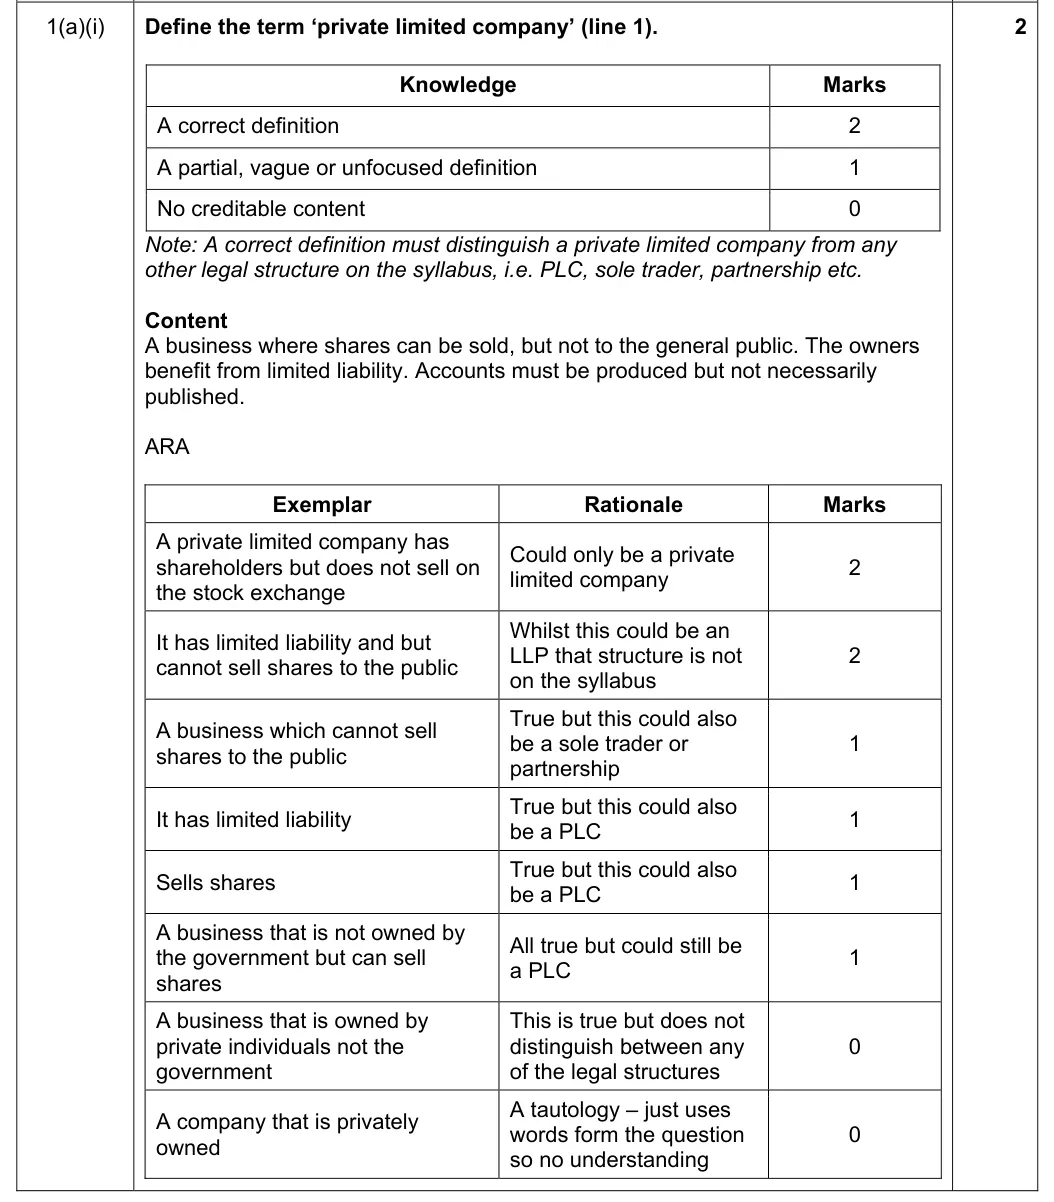 1(a)(i) Define the term ‘private limited company’ (line 1). 2
Knowledge Marks
A correct definition 2
A partial, vague or unfocused definition 1
No creditable content 0
Note: A correct definition must distinguish a private limited company from any
other legal structure on the syllabus, i.e. PLC, sole trader, partnership etc.
Content
A business where shares can be sold, but not to the general public. The owners
benefit from limited liability. Accounts must be produced but not necessarily
published.
ARA
Exemplar Rationale Marks
A private limited company has
shareholders but does not sell on
the stock exchange
Could only be a private
limited company
2
It has limited liability and but
cannot sell shares to the public
Whilst this could be an
LLP that structure is not
on the syllabus
2
A business which cannot sell
shares to the public
True but this could also
be a sole trader or
partnership
1
It has limited liability
True but this could also
be a PLC
1
Sells shares
True but this could also
be a PLC
1
A business that is not owned by
the government but can sell
shares
All true but could still be
a PLC
1
A business that is owned by
private individuals not the
government
This is true but does not
distinguish between any
of the legal structures
0
A company that is privately
owned
A tautology – just uses
words form the question
so no understanding
0